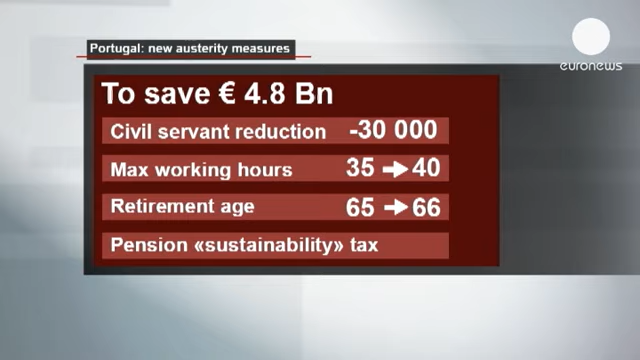 Portugal: new austerity measures
euronews
To save € 4.8 Bn
Civil servant reduction -30 000
Max working hours 35 → 40
Retirement age 65 → 66
Pension «sustainability» tax